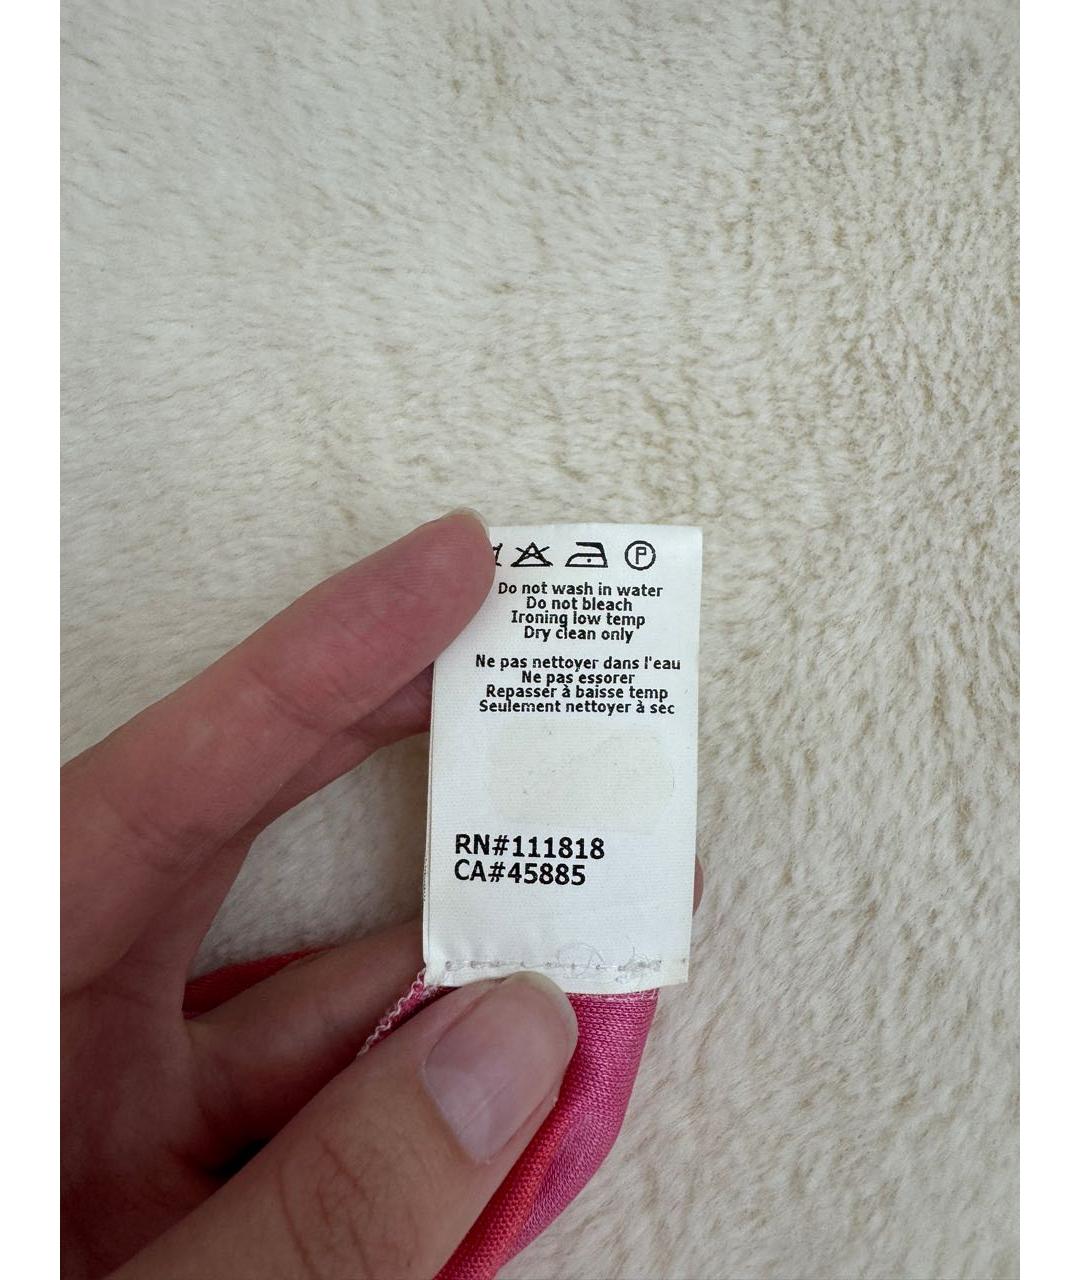 P
Do not wash in water
Do not bleach
Ironing low temp
Dry clean only
Ne pas nettoyer dans l'eau
Ne pas essorer
Repasser à baisse temp
Seulement nettoyer à sec
RN#111818
CA#45885